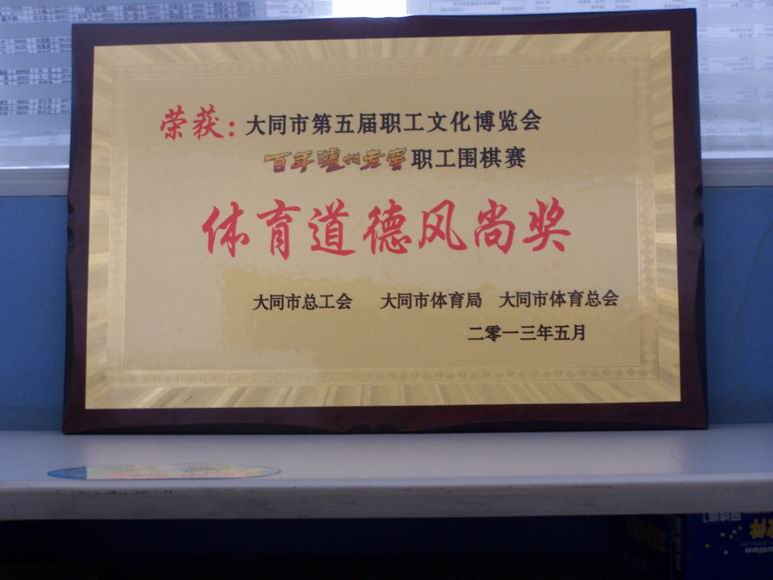 荣获：大同市第五届职工文化博览会
百年泸州老窖 职工围棋赛
体育道德风尚奖
大同市总工会 大同市体育局 大同市体育总会
二零一三年五月